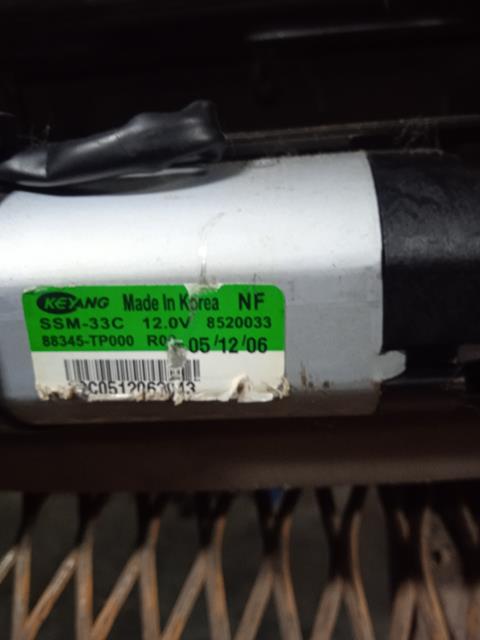 KEYANG Made In Korea NF
SSM-33C 12.0V 8520033
88345-TP000 05/12/06